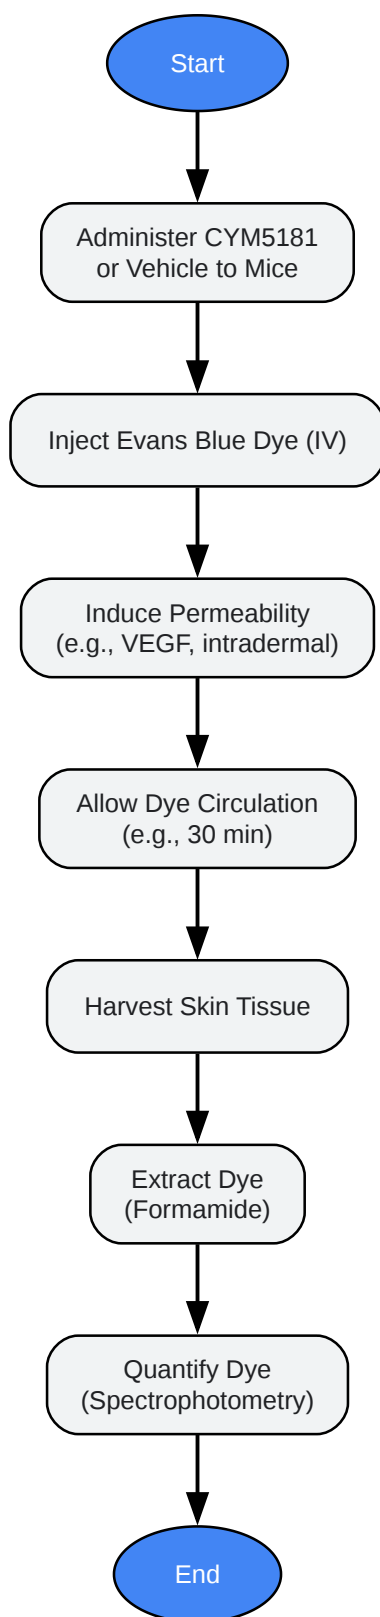 Start
Administer CYM5181
or Vehicle to Mice
Inject Evans Blue Dye (IV)
Induce Permeability
(e.g., VEGF, intradermal)
Allow Dye Circulation
(e.g., 30 min)
Harvest Skin Tissue
Extract Dye
(Formamide)
Quantify Dye
(Spectrophotometry)
End